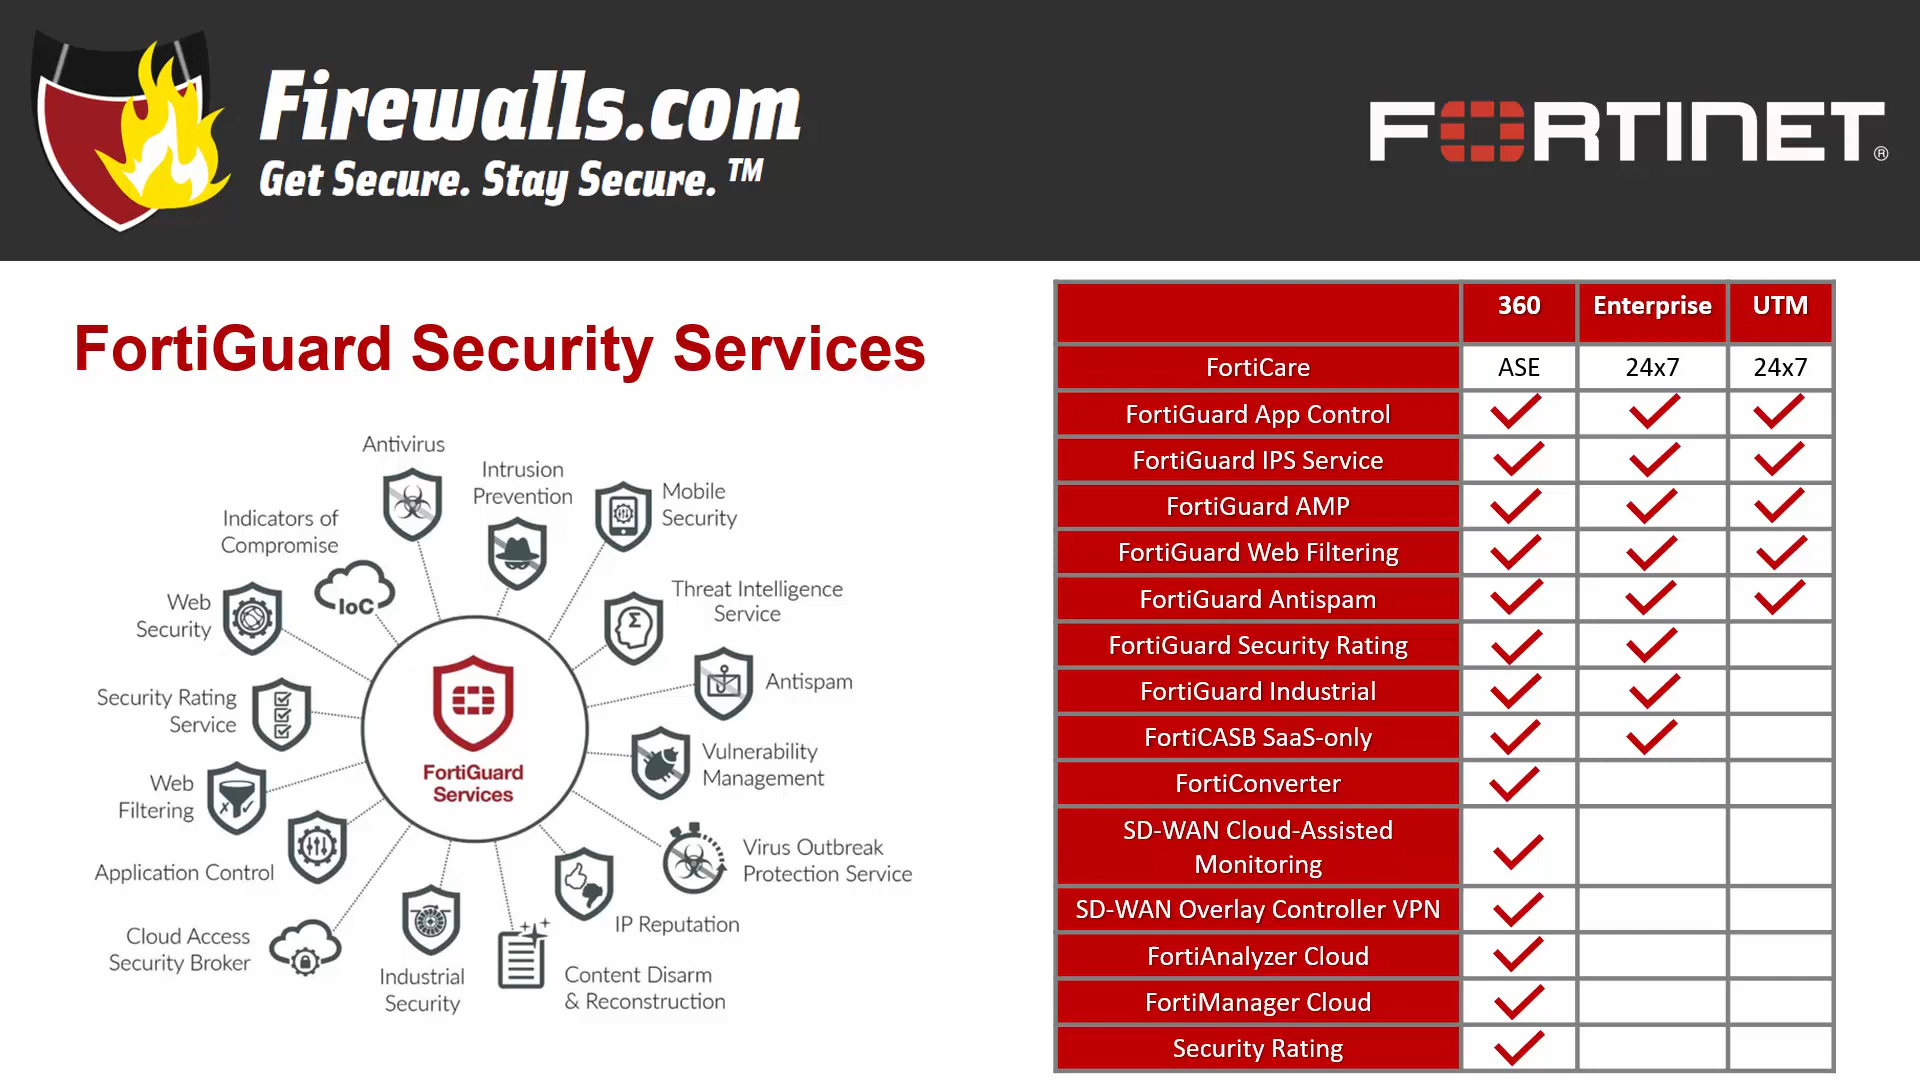 Firewalls.com
Get Secure. Stay Secure. ™
FORTINET®
FortiGuard Security Services
Antivirus
Intrusion
Prevention
Mobile
Security
Indicators of
Compromise
IoC
Threat Intelligence
Service
Web
Security
Antispam
Security Rating
Service
Vulnerability
Management
FortiGuard
Services
Web
Filtering
Virus Outbreak
Protection Service
Application Control
IP Reputation
Cloud Access
Security Broker
Industrial
Security
Content Disarm
& Reconstruction
360 Enterprise UTM
FortiCare ASE 24x7 24x7
FortiGuard App Control
FortiGuard IPS Service
FortiGuard AMP
FortiGuard Web Filtering
FortiGuard Antispam
FortiGuard Security Rating
FortiGuard Industrial
FortiCASB SaaS-only
FortiConverter
SD-WAN Cloud-Assisted
Monitoring
SD-WAN Overlay Controller VPN
FortiAnalyzer Cloud
FortiManager Cloud
Security Rating